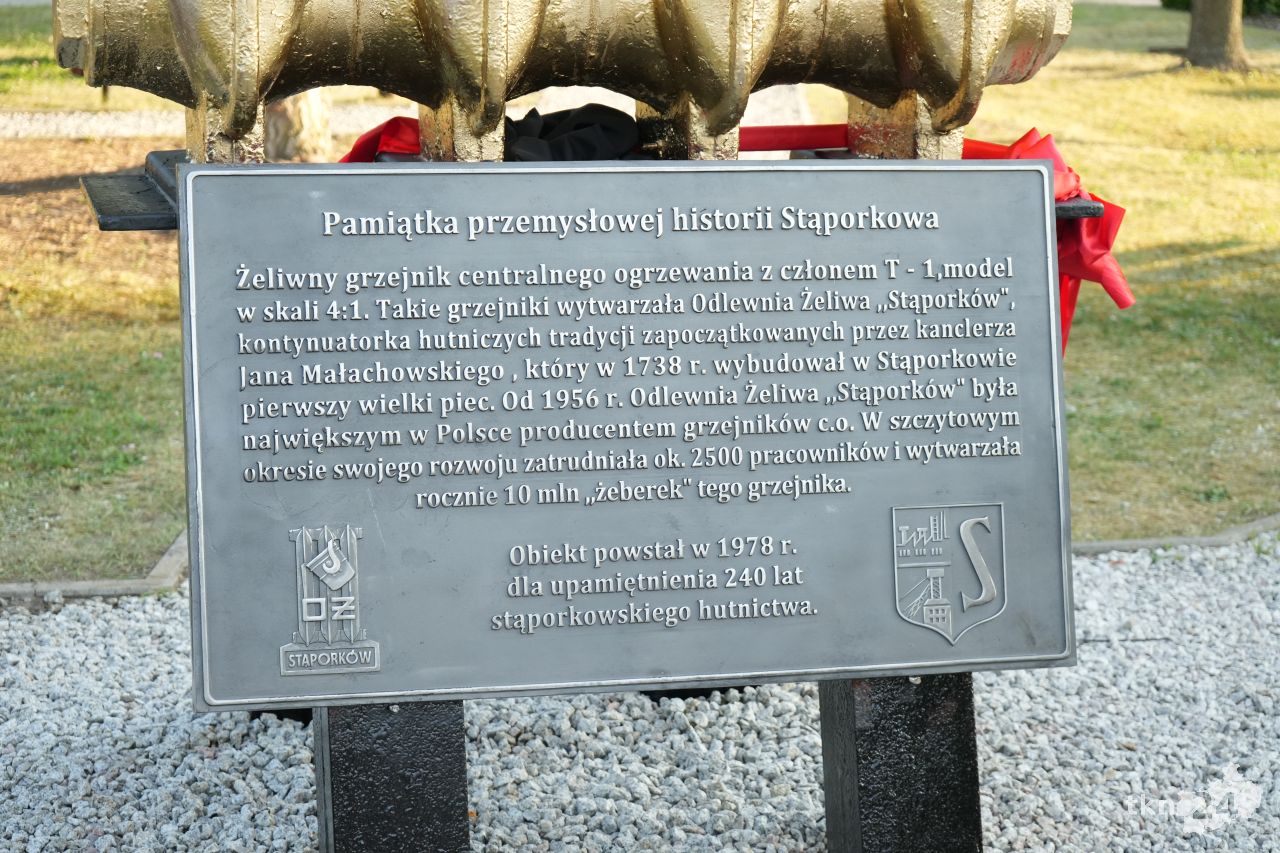 Pamiątka przemysłowej historii Stąporkowa
Żeliwny grzejnik centralnego ogrzewania z członem T - 1,model
w skali 4:1. Takie grzejniki wytwarzała Odlewnia Żeliwa ,,Stąporków",
kontynuatorka hutniczych tradycji zapoczątkowanych przez kanclerza
Jana Małachowskiego , który w 1738 r. wybudował w Stąporkowie
pierwszy wielki piec. Od 1956 r. Odlewnia Żeliwa ,,Stąporków" była
największym w Polsce producentem grzejników c.o. W szczytowym
okresie swojego rozwoju zatrudniała ok. 2500 pracowników i wytwarzała
rocznie 10 mln ,,żeberek" tego grzejnika.
Obiekt powstał w 1978 r.
dla upamiętnienia 240 lat
stąporkowskiego hutnictwa.
OŻ
STĄPORKÓW
S
tkn24